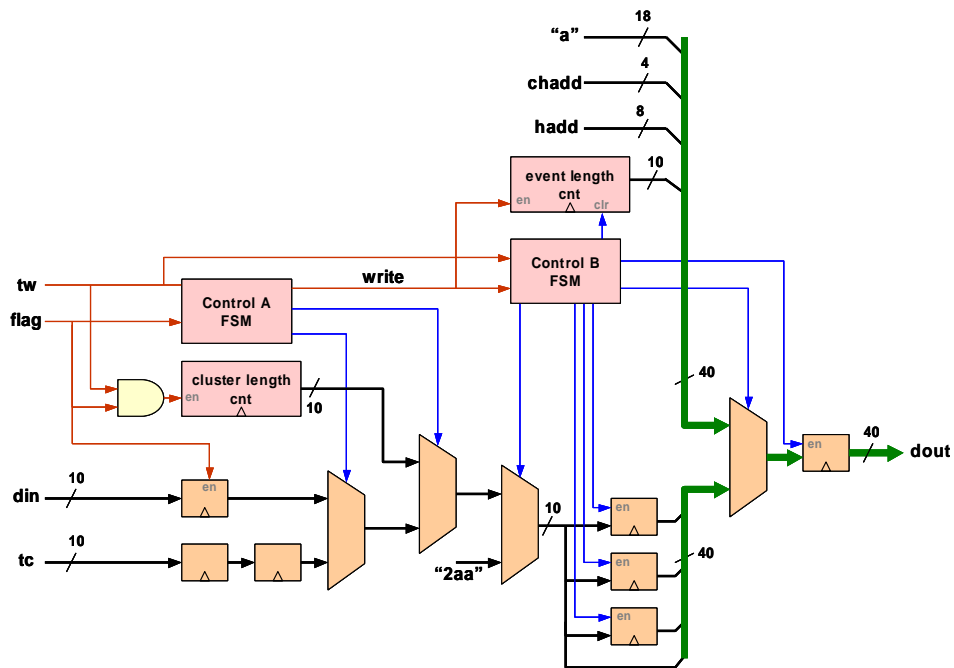 18
“a”
4
chadd
8
hadd
10
event length
cnt
en
clr
Control B
FSM
write
tw
Control A
FSM
flag
cluster length
cnt
en
10
40
40
dout
en
10
din
en
10
en
40
10
tc
“2aa”
en
en